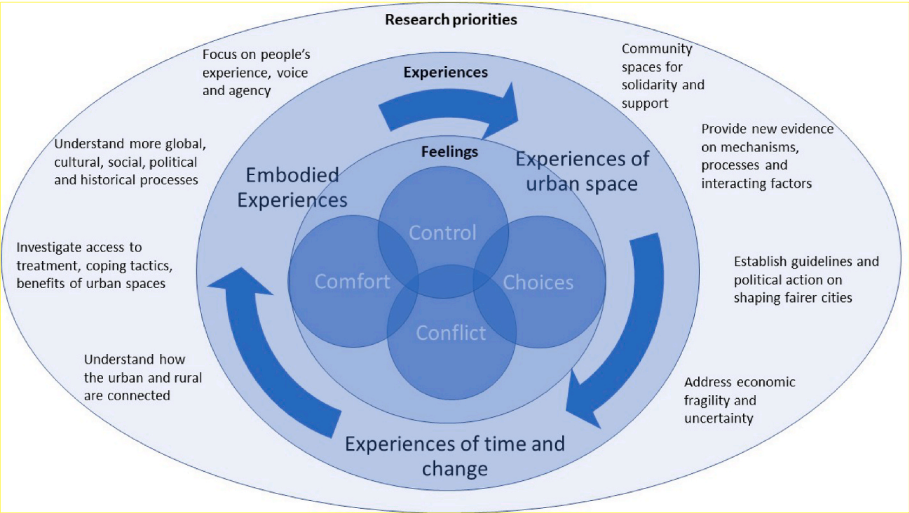 Research priorities
Focus on people's
experience, voice
and agency
Understand more global,
cultural, social, political
and historical processes
Investigate access to
treatment, coping tactics,
benefits of urban spaces
Understand how
the urban and rural
are connected
Community
spaces for
solidarity and
support
Provide new evidence
on mechanisms,
processes and
interacting factors
Establish guidelines and
political action on
shaping fairer cities
Address economic
fragility and
uncertainty
Experiences
Embodied
Experiences
Experiences of
urban space
Experiences of time and
change
Feelings
Control
Comfort
Choices
Conflict